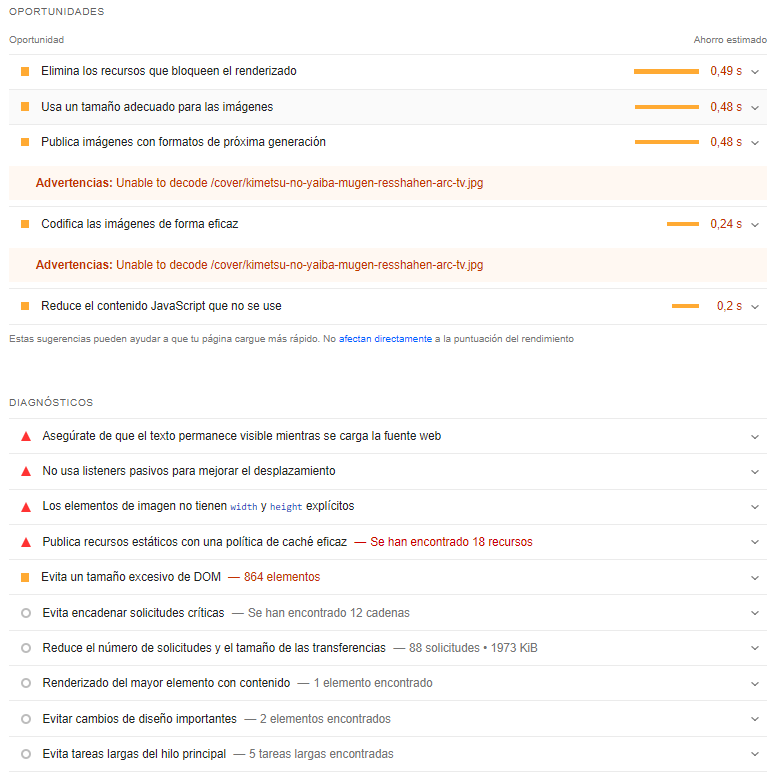 OPORTUNIDADES
Oportunidad Ahorro estimado
Elimina los recursos que bloqueen el renderizado 0,49 s
Usa un tamaño adecuado para las imágenes 0,48 s
Publica imágenes con formatos de próxima generación 0,48 s
Advertencias: Unable to decode /cover/kimetsu-no-yaiba-mugen-resshahen-arc-tv.jpg
Codifica las imágenes de forma eficaz 0,24 s
Advertencias: Unable to decode /cover/kimetsu-no-yaiba-mugen-resshahen-arc-tv.jpg
Reduce el contenido JavaScript que no se use 0,2 s
Estas sugerencias pueden ayudar a que tu página cargue más rápido. No afectan directamente a la puntuación del rendimiento
DIAGNÓSTICOS
Asegúrate de que el texto permanece visible mientras se carga la fuente web
No usa listeners pasivos para mejorar el desplazamiento
Los elementos de imagen no tienen width y height explícitos
Publica recursos estáticos con una política de caché eficaz — Se han encontrado 18 recursos
Evita un tamaño excesivo de DOM — 864 elementos
Evita encadenar solicitudes críticas — Se han encontrado 12 cadenas
Reduce el número de solicitudes y el tamaño de las transferencias — 88 solicitudes • 1973 KiB
Renderizado del mayor elemento con contenido — 1 elemento encontrado
Evitar cambios de diseño importantes — 2 elementos encontrados
Evita tareas largas del hilo principal — 5 tareas largas encontradas